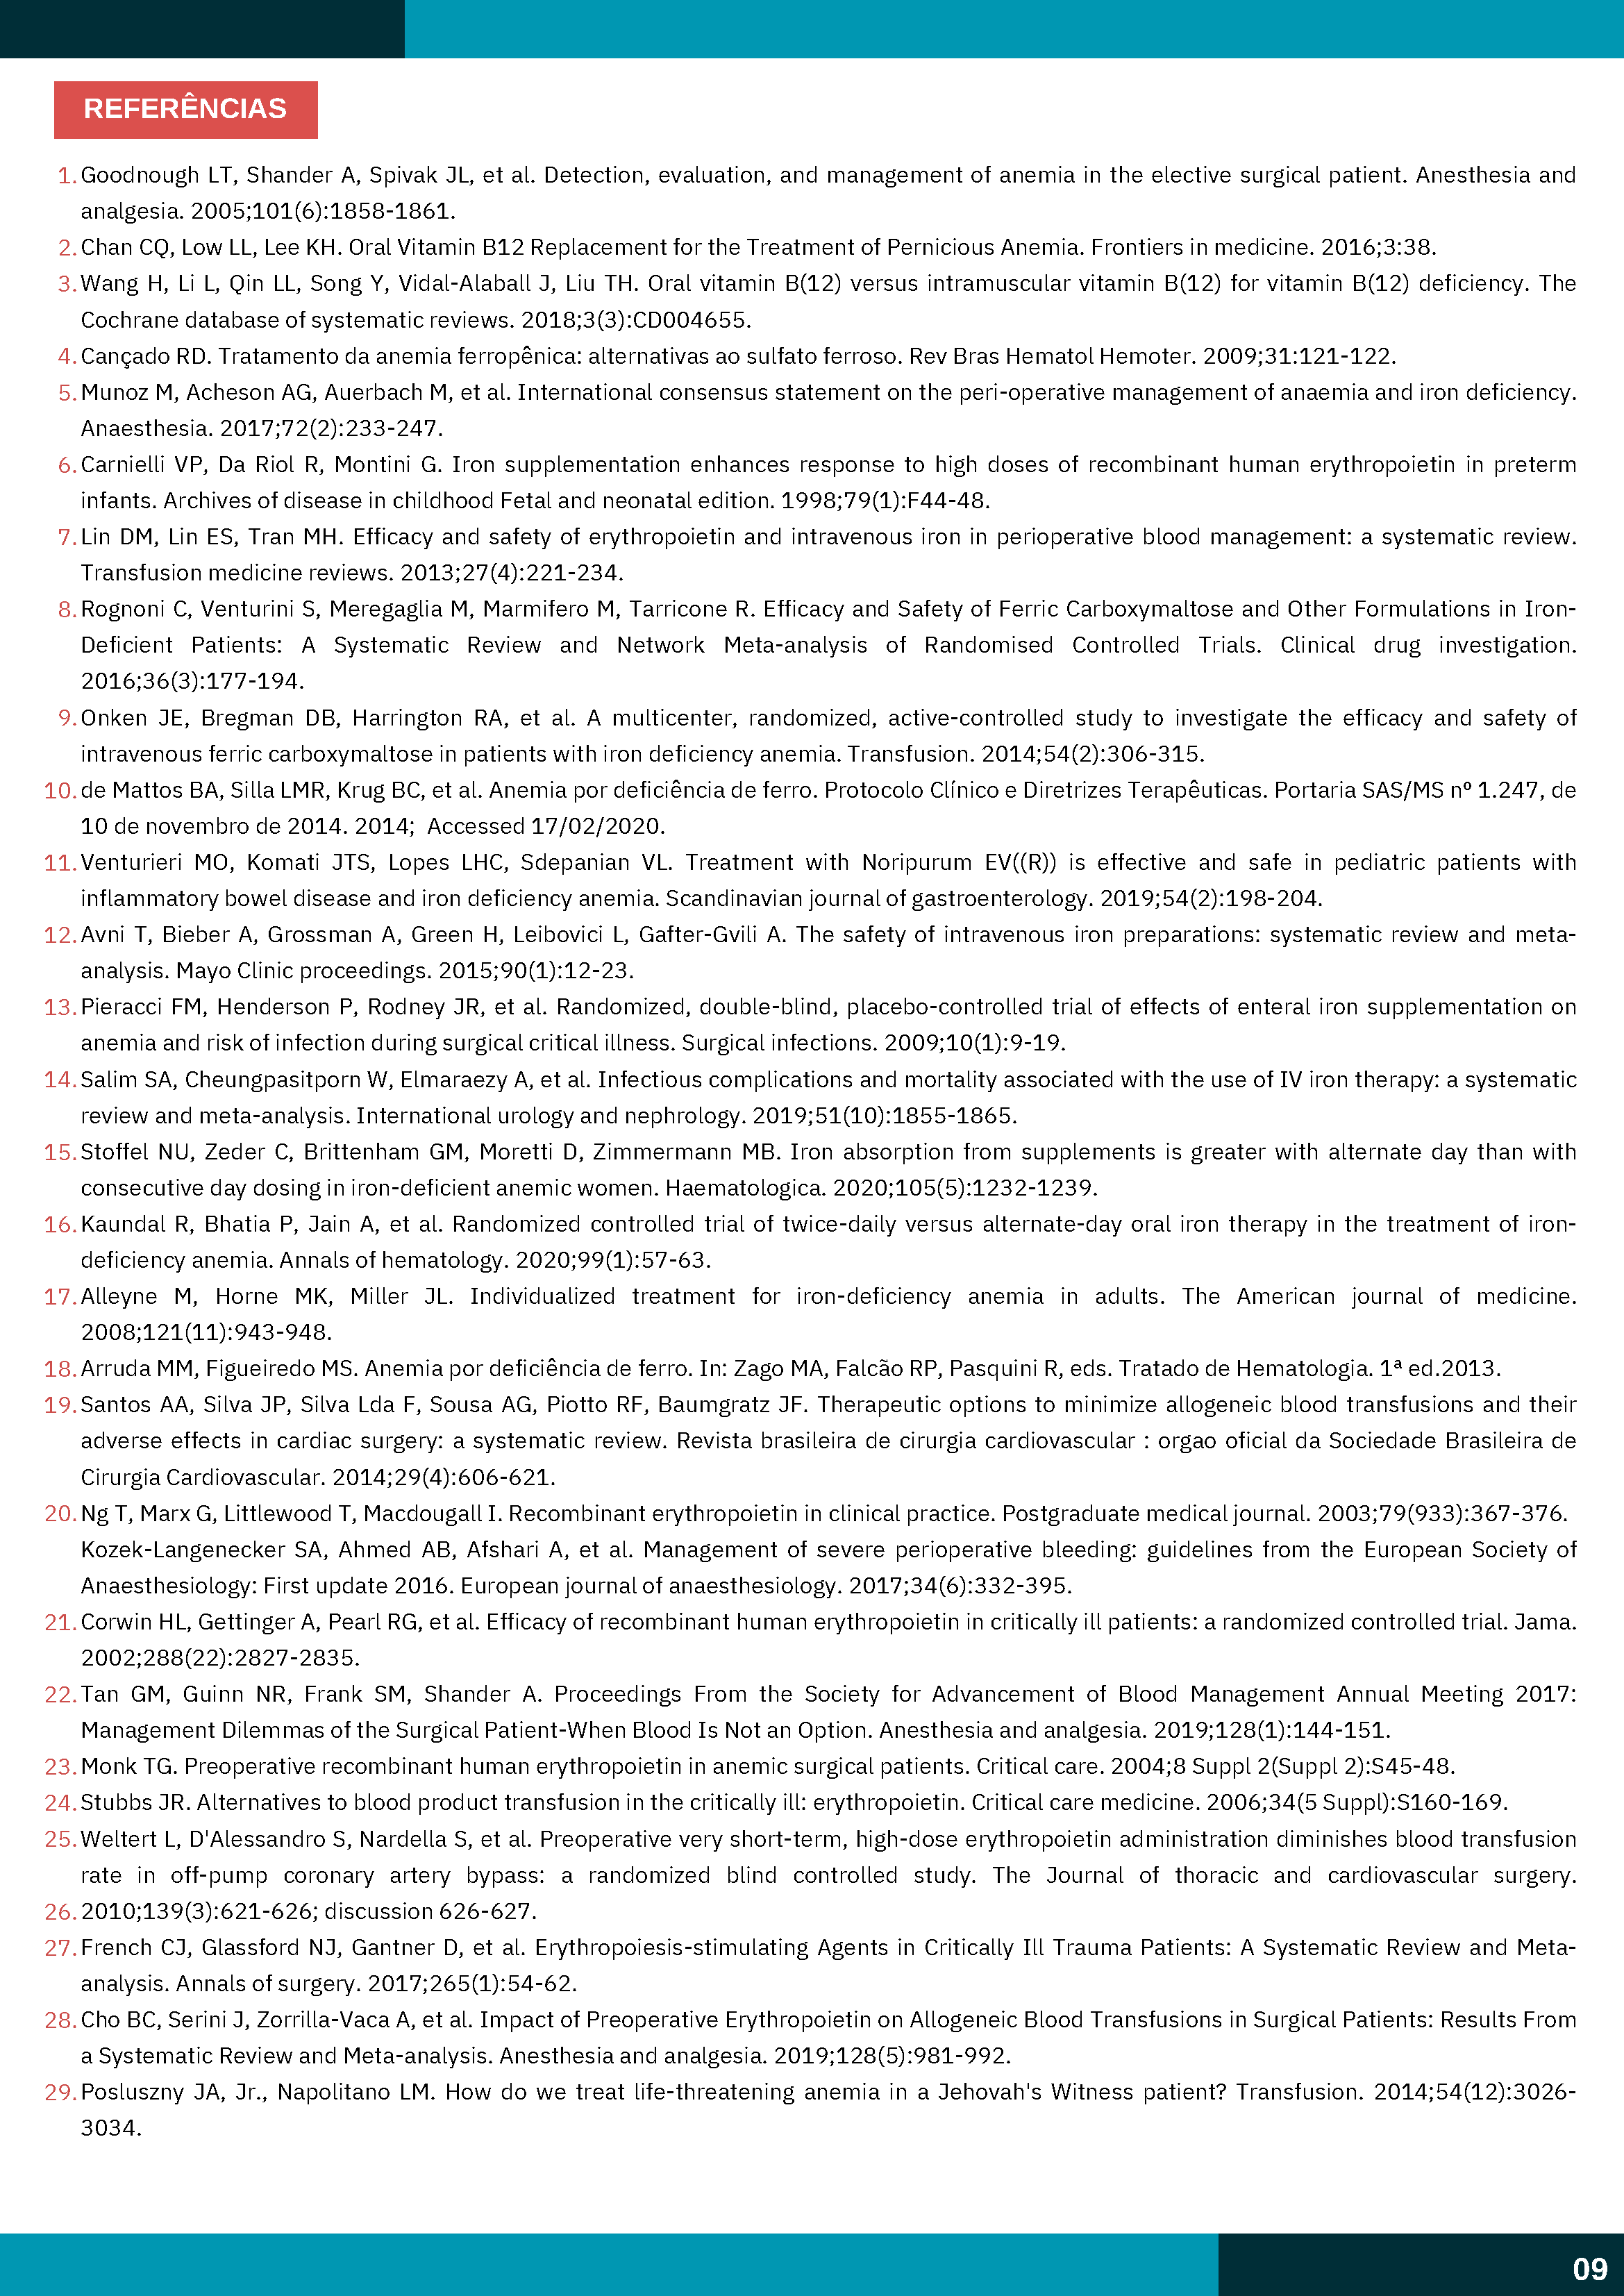 REFERÊNCIAS
1. Goodnough LT, Shander A, Spivak JL, et al. Detection, evaluation, and management of anemia in the elective surgical patient. Anesthesia and
analgesia. 2005;101(6):1858-1861.
2. Chan CQ, Low LL, Lee KH. Oral Vitamin B12 Replacement for the Treatment of Pernicious Anemia. Frontiers in medicine. 2016;3:38.
3. Wang H, Li L, Qin LL, Song Y, Vidal-Alaball J, Liu TH. Oral vitamin B(12) versus intramuscular vitamin B(12) for vitamin B(12) deficiency. The
Cochrane database of systematic reviews. 2018;3(3):CD004655.
4. Cançado RD. Tratamento da anemia ferropênica: alternativas ao sulfato ferroso. Rev Bras Hematol Hemoter. 2009;31:121-122.
5. Munoz M, Acheson AG, Auerbach M, et al. International consensus statement on the peri-operative management of anaemia and iron deficiency.
Anaesthesia. 2017;72(2):233-247.
6. Carnielli VP, Da Riol R, Montini G. Iron supplementation enhances response to high doses of recombinant human erythropoietin in preterm
infants. Archives of disease in childhood Fetal and neonatal edition. 1998;79(1):F44-48.
7. Lin DM, Lin ES, Tran MH. Efficacy and safety of erythropoietin and intravenous iron in perioperative blood management: a systematic review.
Transfusion medicine reviews. 2013;27(4):221-234.
8. Rognoni C, Venturini S, Meregaglia M, Marmifero M, Tarricone R. Efficacy and Safety of Ferric Carboxymaltose and Other Formulations in Iron-
Deficient Patients: A Systematic Review and Network Meta-analysis of Randomised Controlled Trials. Clinical drug investigation.
2016;36(3):177-194.
9. Onken JE, Bregman DB, Harrington RA, et al. A multicenter, randomized, active-controlled study to investigate the efficacy and safety of
intravenous ferric carboxymaltose in patients with iron deficiency anemia. Transfusion. 2014;54(2):306-315.
10. de Mattos BA, Silla LMR, Krug BC, et al. Anemia por deficiência de ferro. Protocolo Clínico e Diretrizes Terapêuticas. Portaria SAS/MS nº 1.247, de
10 de novembro de 2014. 2014;  Accessed 17/02/2020.
11. Venturieri MO, Komati JTS, Lopes LHC, Sdepanian VL. Treatment with Noripurum EV((R)) is effective and safe in pediatric patients with
inflammatory bowel disease and iron deficiency anemia. Scandinavian journal of gastroenterology. 2019;54(2):198-204.
12. Avni T, Bieber A, Grossman A, Green H, Leibovici L, Gafter-Gvili A. The safety of intravenous iron preparations: systematic review and meta-
analysis. Mayo Clinic proceedings. 2015;90(1):12-23.
13. Pieracci FM, Henderson P, Rodney JR, et al. Randomized, double-blind, placebo-controlled trial of effects of enteral iron supplementation on
anemia and risk of infection during surgical critical illness. Surgical infections. 2009;10(1):9-19.
14. Salim SA, Cheungpasitporn W, Elmaraezy A, et al. Infectious complications and mortality associated with the use of IV iron therapy: a systematic
review and meta-analysis. International urology and nephrology. 2019;51(10):1855-1865.
15. Stoffel NU, Zeder C, Brittenham GM, Moretti D, Zimmermann MB. Iron absorption from supplements is greater with alternate day than with
consecutive day dosing in iron-deficient anemic women. Haematologica. 2020;105(5):1232-1239.
16. Kaundal R, Bhatia P, Jain A, et al. Randomized controlled trial of twice-daily versus alternate-day oral iron therapy in the treatment of iron-
deficiency anemia. Annals of hematology. 2020;99(1):57-63.
17. Alleyne M, Horne MK, Miller JL. Individualized treatment for iron-deficiency anemia in adults. The American journal of medicine.
2008;121(11):943-948.
18. Arruda MM, Figueiredo MS. Anemia por deficiência de ferro. In: Zago MA, Falcão RP, Pasquini R, eds. Tratado de Hematologia. 1ª ed.2013.
19. Santos AA, Silva JP, Silva Lda F, Sousa AG, Piotto RF, Baumgratz JF. Therapeutic options to minimize allogeneic blood transfusions and their
adverse effects in cardiac surgery: a systematic review. Revista brasileira de cirurgia cardiovascular : orgao oficial da Sociedade Brasileira de
Cirurgia Cardiovascular. 2014;29(4):606-621.
20. Ng T, Marx G, Littlewood T, Macdougall I. Recombinant erythropoietin in clinical practice. Postgraduate medical journal. 2003;79(933):367-376.
Kozek-Langenecker SA, Ahmed AB, Afshari A, et al. Management of severe perioperative bleeding: guidelines from the European Society of
Anaesthesiology: First update 2016. European journal of anaesthesiology. 2017;34(6):332-395.
21. Corwin HL, Gettinger A, Pearl RG, et al. Efficacy of recombinant human erythropoietin in critically ill patients: a randomized controlled trial. Jama.
2002;288(22):2827-2835.
22. Tan GM, Guinn NR, Frank SM, Shander A. Proceedings From the Society for Advancement of Blood Management Annual Meeting 2017:
Management Dilemmas of the Surgical Patient-When Blood Is Not an Option. Anesthesia and analgesia. 2019;128(1):144-151.
23. Monk TG. Preoperative recombinant human erythropoietin in anemic surgical patients. Critical care. 2004;8 Suppl 2(Suppl 2):S45-48.
24. Stubbs JR. Alternatives to blood product transfusion in the critically ill: erythropoietin. Critical care medicine. 2006;34(5 Suppl):S160-169.
25. Weltert L, D'Alessandro S, Nardella S, et al. Preoperative very short-term, high-dose erythropoietin administration diminishes blood transfusion
rate in off-pump coronary artery bypass: a randomized blind controlled study. The Journal of thoracic and cardiovascular surgery.
26. 2010;139(3):621-626; discussion 626-627.
27. French CJ, Glassford NJ, Gantner D, et al. Erythropoiesis-stimulating Agents in Critically Ill Trauma Patients: A Systematic Review and Meta-
analysis. Annals of surgery. 2017;265(1):54-62.
28. Cho BC, Serini J, Zorrilla-Vaca A, et al. Impact of Preoperative Erythropoietin on Allogeneic Blood Transfusions in Surgical Patients: Results From
a Systematic Review and Meta-analysis. Anesthesia and analgesia. 2019;128(5):981-992.
29. Posluszny JA, Jr., Napolitano LM. How do we treat life-threatening anemia in a Jehovah's Witness patient? Transfusion. 2014;54(12):3026-
3034.
09